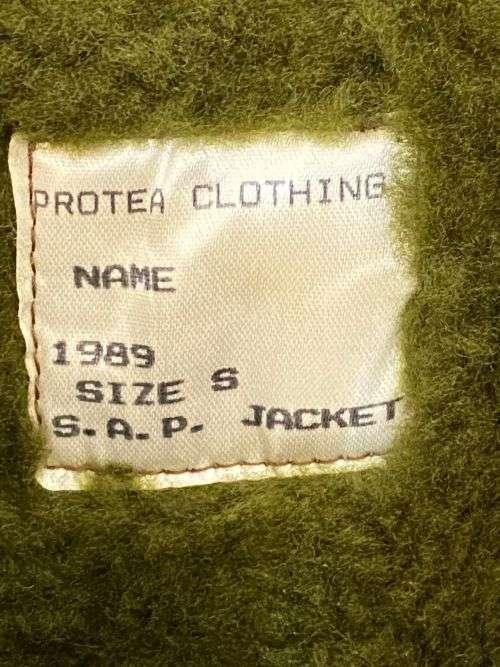 PROTEA CLOTHING
NAME
1989
SIZE S
S.A.P. JACKET